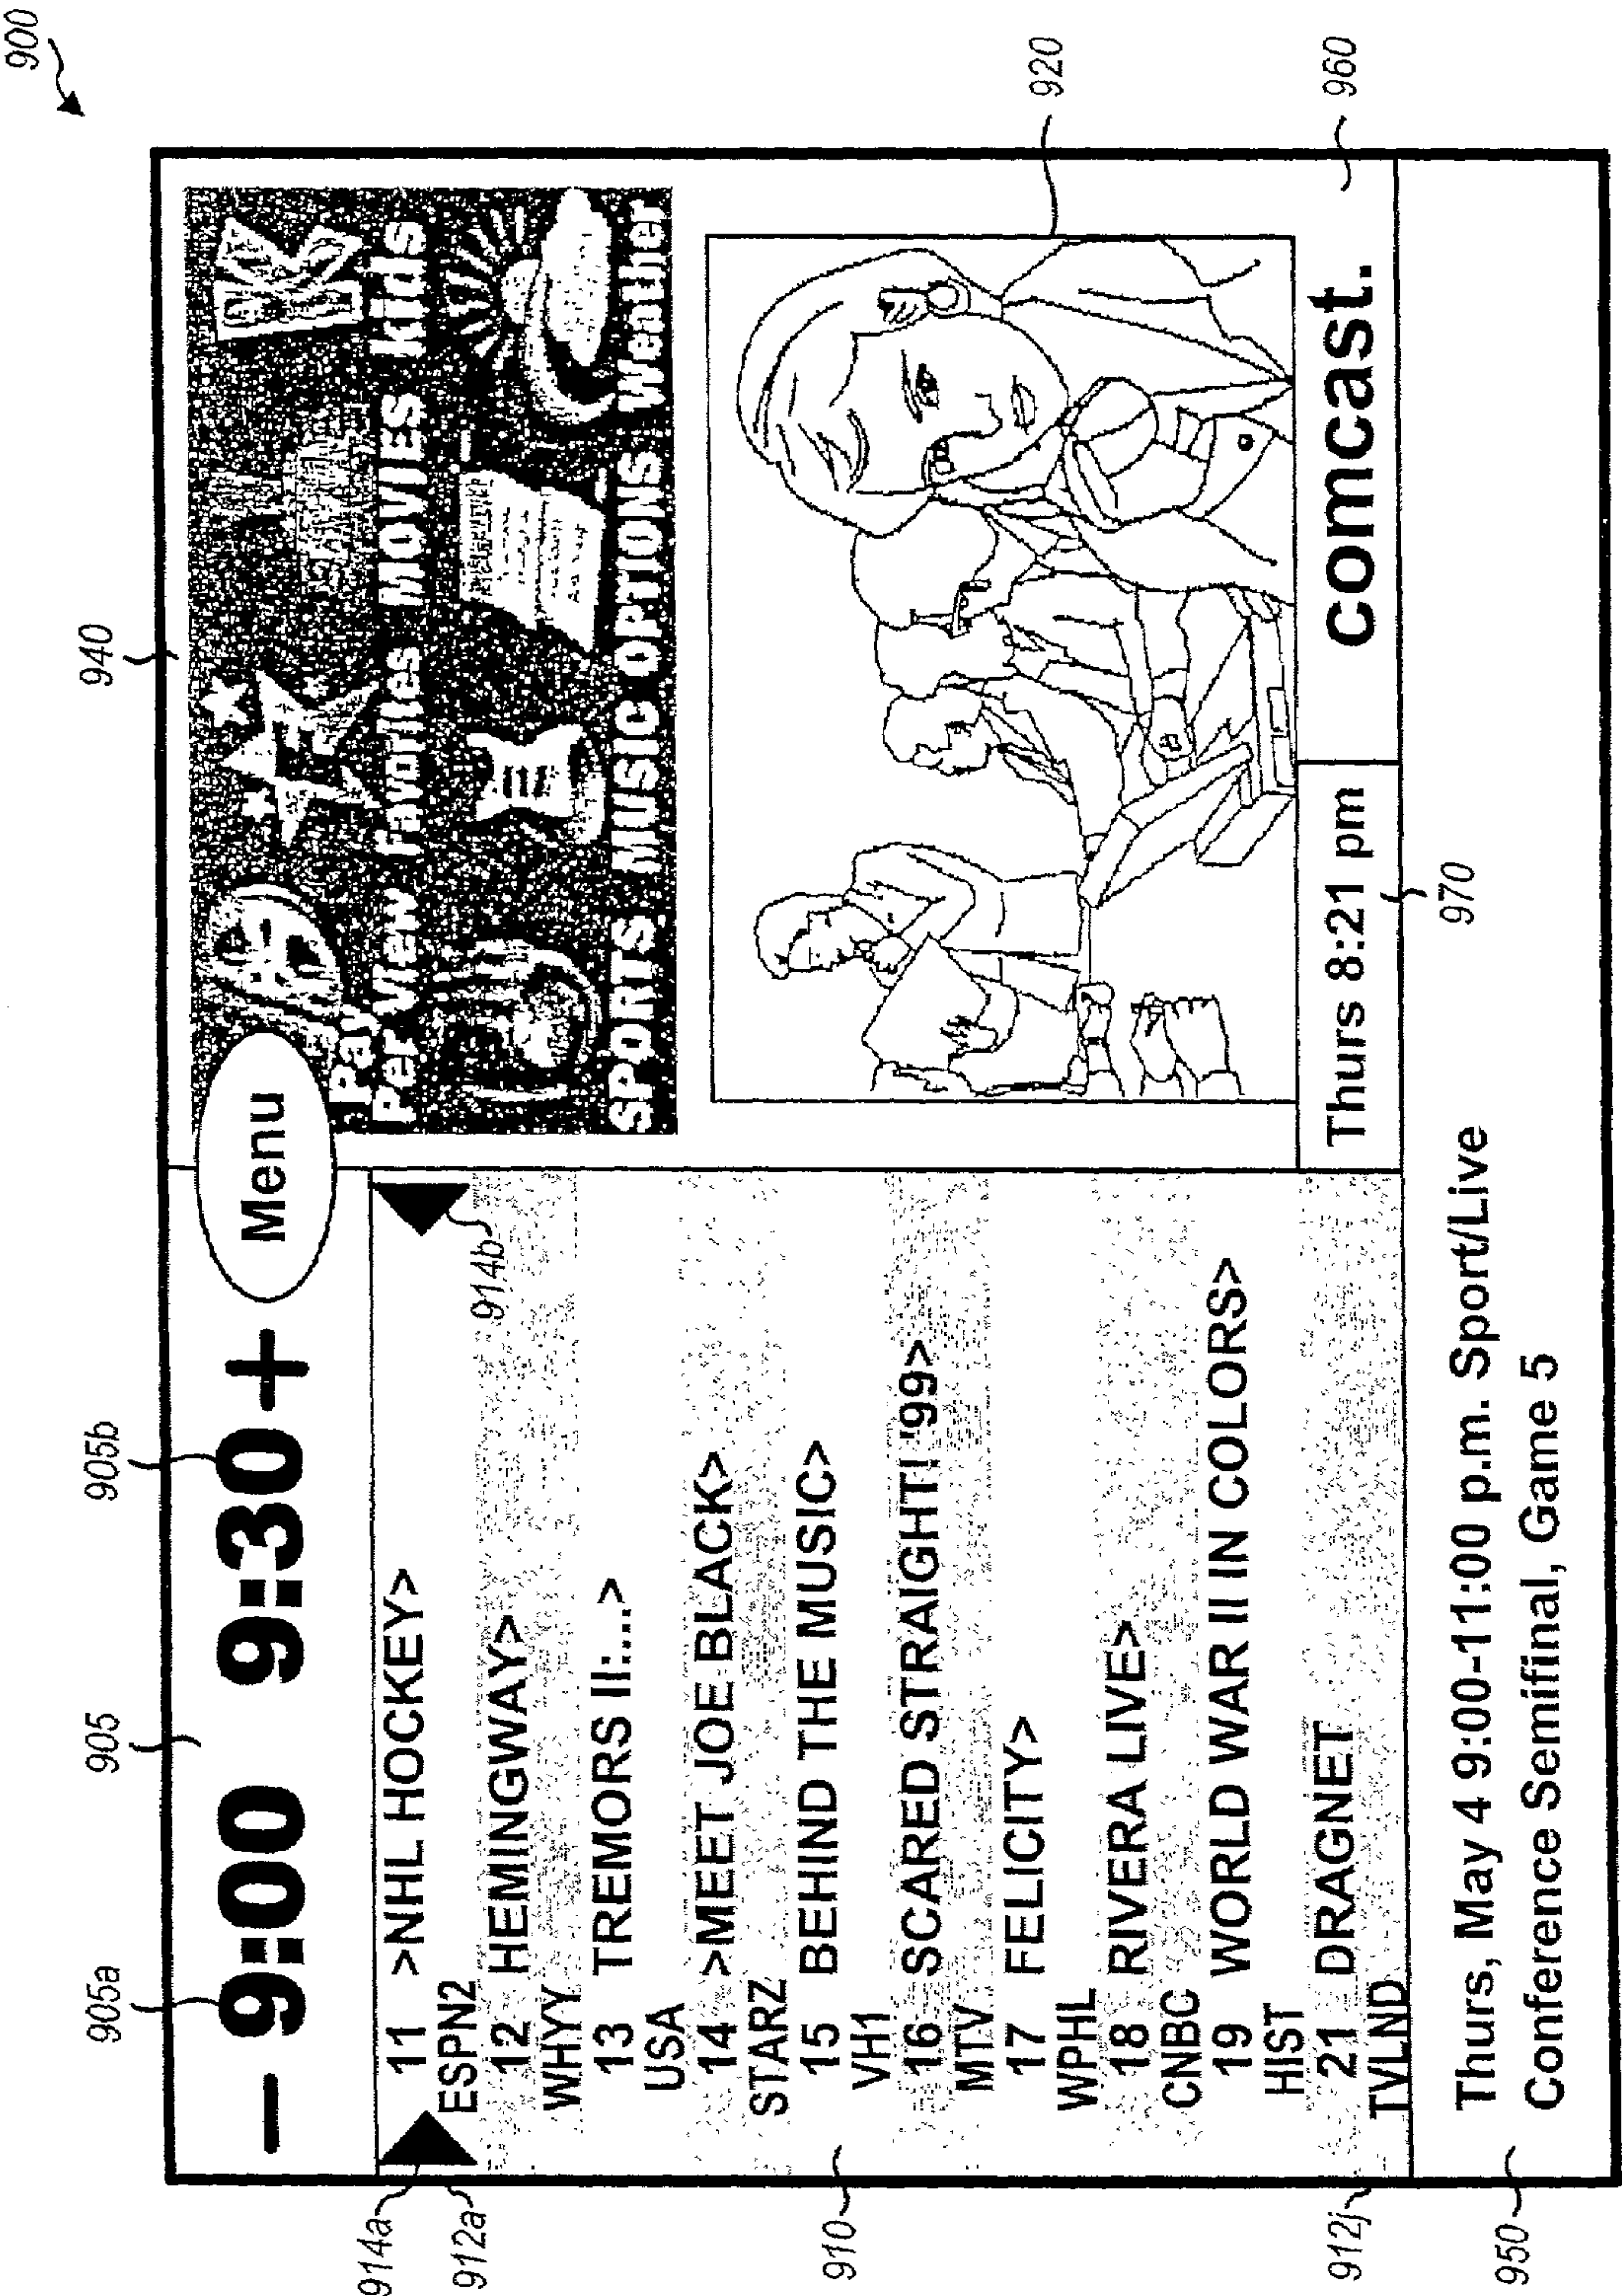 900
940
905a
905
905b
− 9:00 9:30 +
Menu
Pay
Per View Favorites MOVIES Kids
SPORTS MUSIC OPTIONS Weather
914a
912a
914b
11 >NHL HOCKEY>
ESPN2
12 HEMINGWAY>
WHYY
13 TREMORS II:...>
USA
14 >MEET JOE BLACK>
STARZ
15 BEHIND THE MUSIC>
VH1
16 SCARED STRAIGHT! '99>
MTV
17 FELICITY>
WPHL
18 RIVERA LIVE>
CNBC
19 WORLD WAR II IN COLORS>
HIST
21 DRAGNET
TVLND
910
912j
920
960
Thurs 8:21 pm
comcast.
970
950
Thurs, May 4 9:00-11:00 p.m. Sport/Live
Conference Semifinal, Game 5